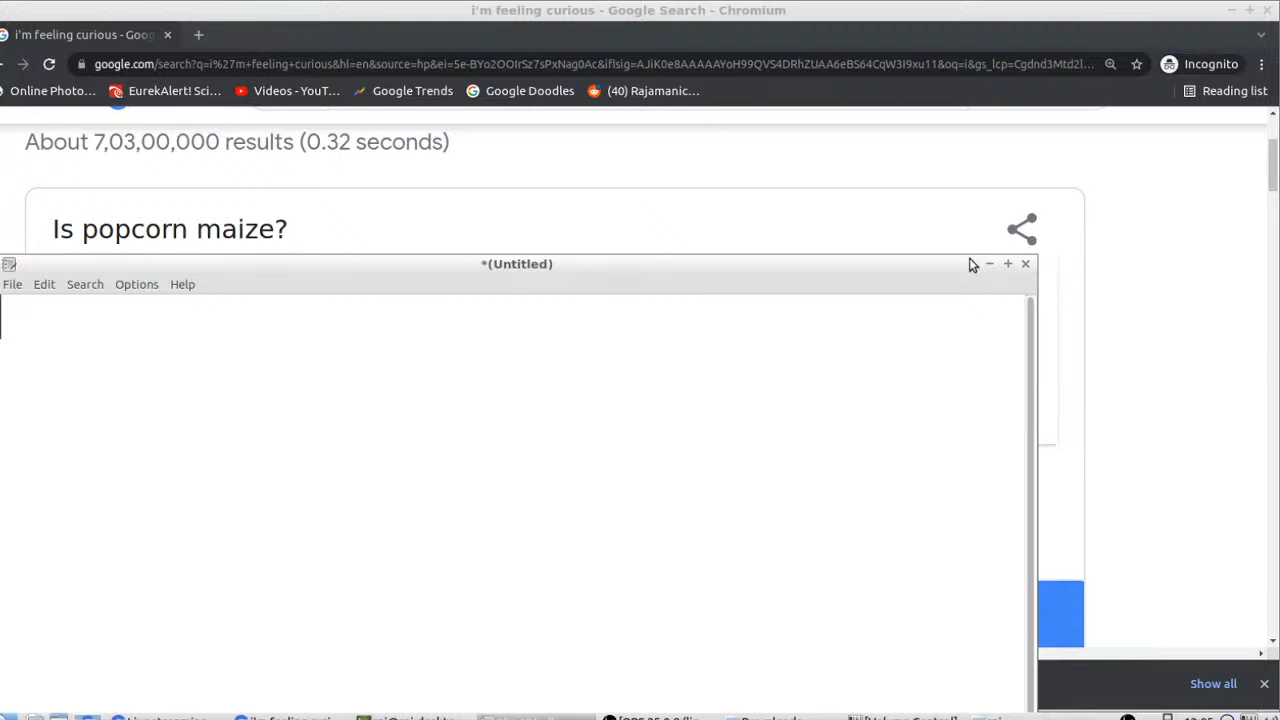 i'm feeling curious - Google Search - Chromium
i'm feeling curious - Goog
google.com/search?q=i%27m+feeling+curious&hl=en&source=hp&ei=5e-BYo2OOIrSz7sPxNag0Ac&iflsig=AJiK0e8AAAAAYoH99QVS4DRhZUAA6eBS64CqW3I9xu11&oq=i&gs_lcp=Cgdnd3Mtd2l... Incognito
Online Photo... EurekAlert! Sci... Videos - YouT... Google Trends Google Doodles (40) Rajamanic... Reading list
About 7,03,00,000 results (0.32 seconds)
Is popcorn maize?
*(Untitled)
File Edit Search Options Help
Show all